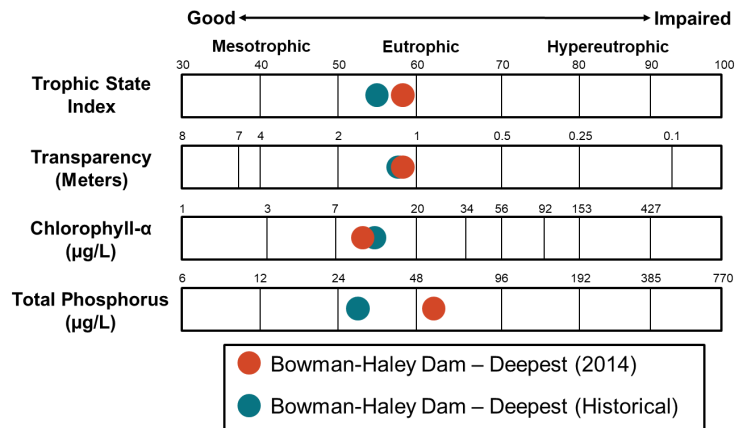 Good Impaired
Mesotrophic Eutrophic Hypereutrophic
30 40 50 60 70 80 90 100
Trophic State
Index
8 7 4 2 1 0.5 0.25 0.1
Transparency
(Meters)
1 3 7 20 34 56 92 153 427
Chlorophyll-α
(µg/L)
6 12 24 48 96 192 385 770
Total Phosphorus
(µg/L)
Bowman-Haley Dam – Deepest (2014)
Bowman-Haley Dam – Deepest (Historical)